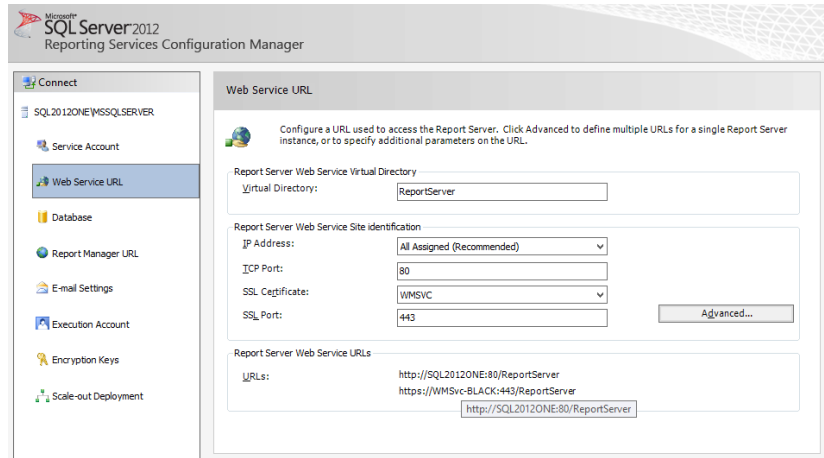 Microsoft
SQL Server 2012
Reporting Services Configuration Manager
Connect
SQL2012ONE\MSSQLSERVER
Service Account
Web Service URL
Database
Report Manager URL
E-mail Settings
Execution Account
Encryption Keys
Scale-out Deployment
Web Service URL
Configure a URL used to access the Report Server. Click Advanced to define multiple URLs for a single Report Server
instance, or to specify additional parameters on the URL.
Report Server Web Service Virtual Directory
Virtual Directory: ReportServer
Report Server Web Service Site identification
IP Address: All Assigned (Recommended)
TCP Port: 80
SSL Certificate: WMSVC
SSL Port: 443
Advanced...
Report Server Web Service URLs
URLs: http://SQL2012ONE:80/ReportServer
https://WMSvc-BLACK:443/ReportServer
http://SQL2012ONE:80/ReportServer